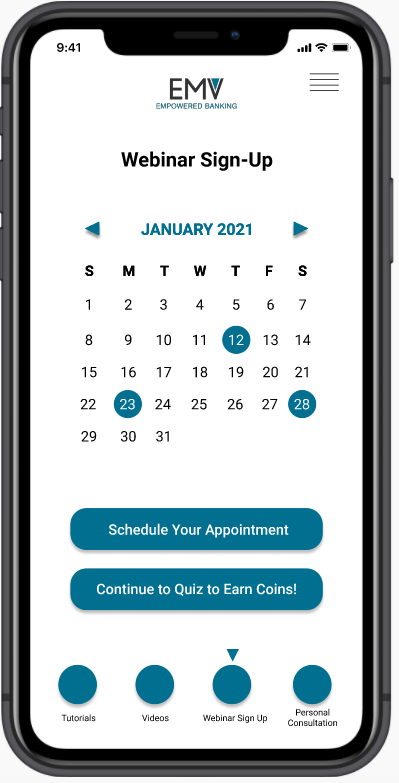 9:41
EMV
EMPOWERED BANKING
Webinar Sign-Up
JANUARY 2021
S M T W T F S
1 2 3 4 5 6 7
8 9 10 11 12 13 14
15 16 17 18 19 20 21
22 23 24 25 26 27 28
29 30 31
Schedule Your Appointment
Continue to Quiz to Earn Coins!
Tutorials
Videos
Webinar Sign Up
Personal
Consultation